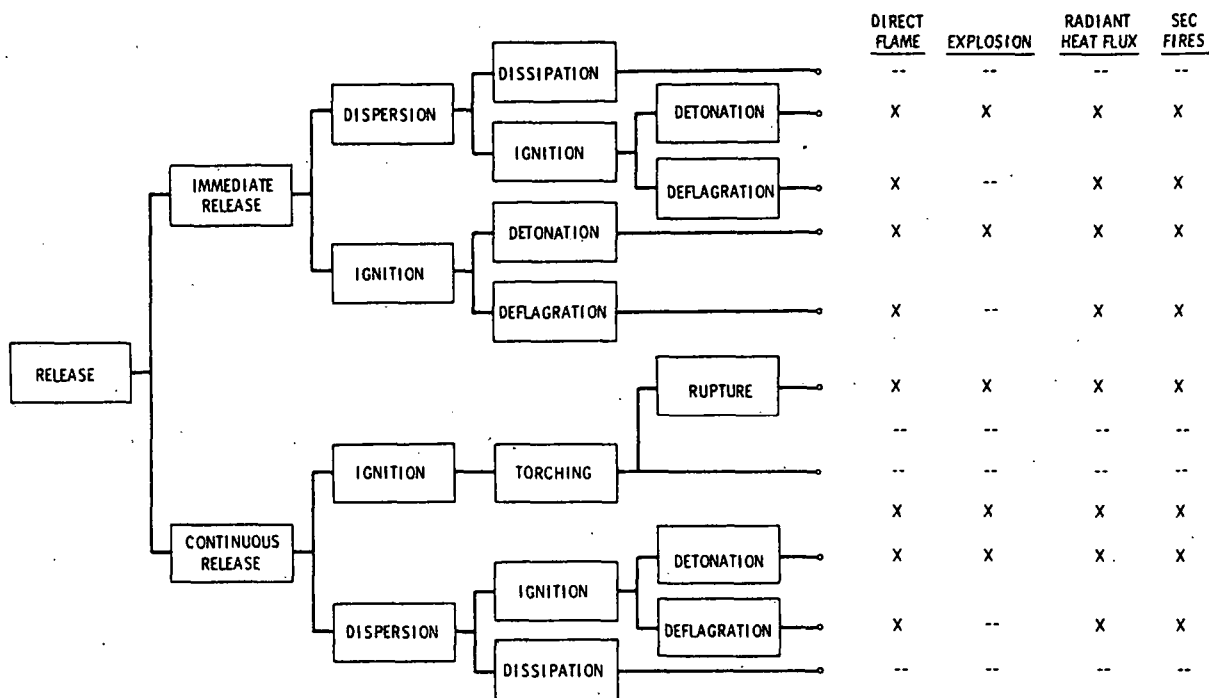 DIRECT FLAME EXPLOSION RADIANT HEAT FLUX SEC FIRES
DISSIPATION -- -- -- --
DISPERSION
DETONATION X X X X
IGNITION
IMMEDIATE RELEASE
DEFLAGRATION X -- X X
DETONATION X X X X
IGNITION
DEFLAGRATION X -- X X
RELEASE
RUPTURE X X X X
-- -- -- --
IGNITION TORCHING -- -- -- --
X X X X
CONTINUOUS RELEASE
DETONATION X X X X
IGNITION
DISPERSION
DEFLAGRATION X -- X X
DISSIPATION -- -- -- --